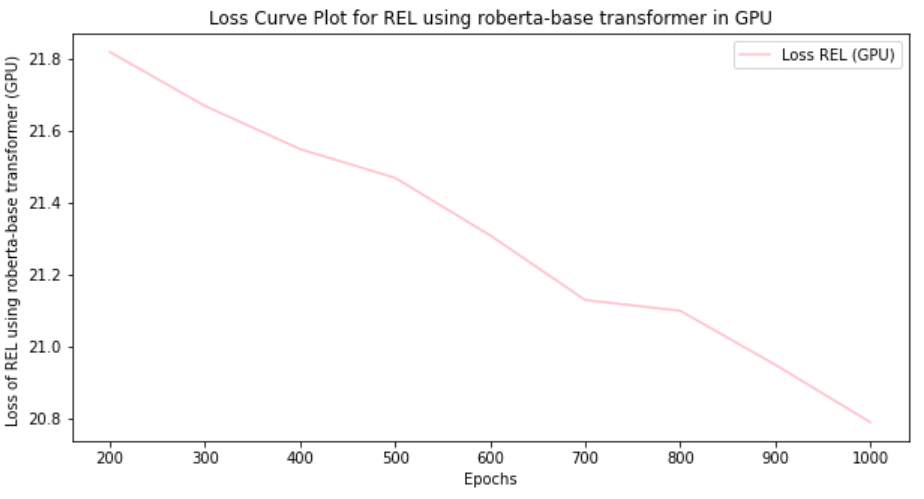 Loss Curve Plot for REL using roberta-base transformer in GPU
Loss REL (GPU)
Loss of REL using roberta-base transformer (GPU)
21.8
21.6
21.4
21.2
21.0
20.8
200 300 400 500 600 700 800 900 1000
Epochs